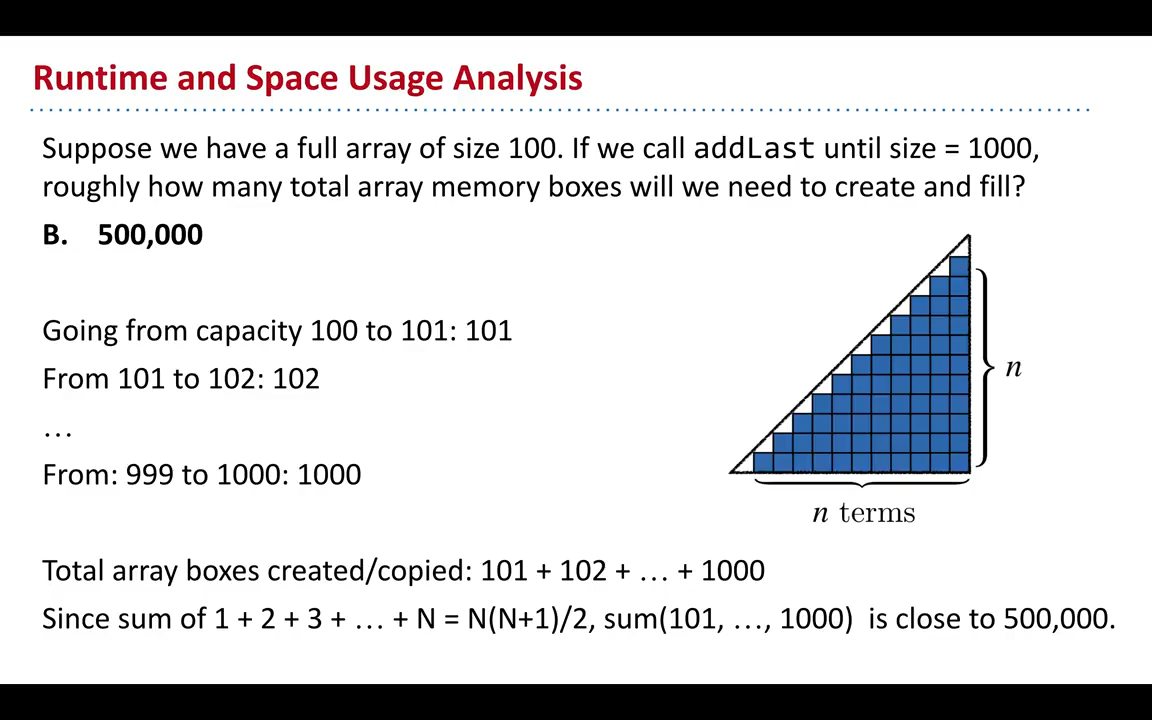 Runtime and Space Usage Analysis
Suppose we have a full array of size 100. If we call addLast until size = 1000,
roughly how many total array memory boxes will we need to create and fill?
B. 500,000
Going from capacity 100 to 101: 101
From 101 to 102: 102
…
From: 999 to 1000: 1000
n
n terms
Total array boxes created/copied: 101 + 102 + … + 1000
Since sum of 1 + 2 + 3 + … + N = N(N+1)/2, sum(101, …, 1000) is close to 500,000.